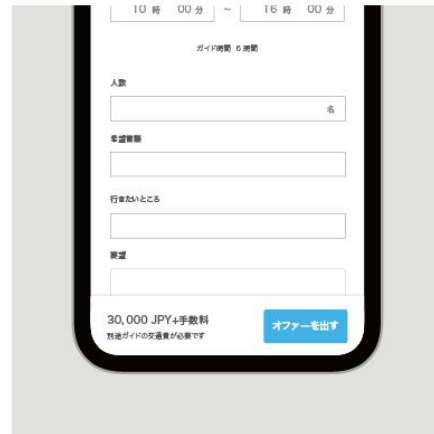 10 時 00 分 ~ 16 時 00 分
ガイド時間 6 時間
人数
名
希望言語
行きたいところ
要望
30,000 JPY+手数料
別途ガイドの交通費が必要です
オファーを出す